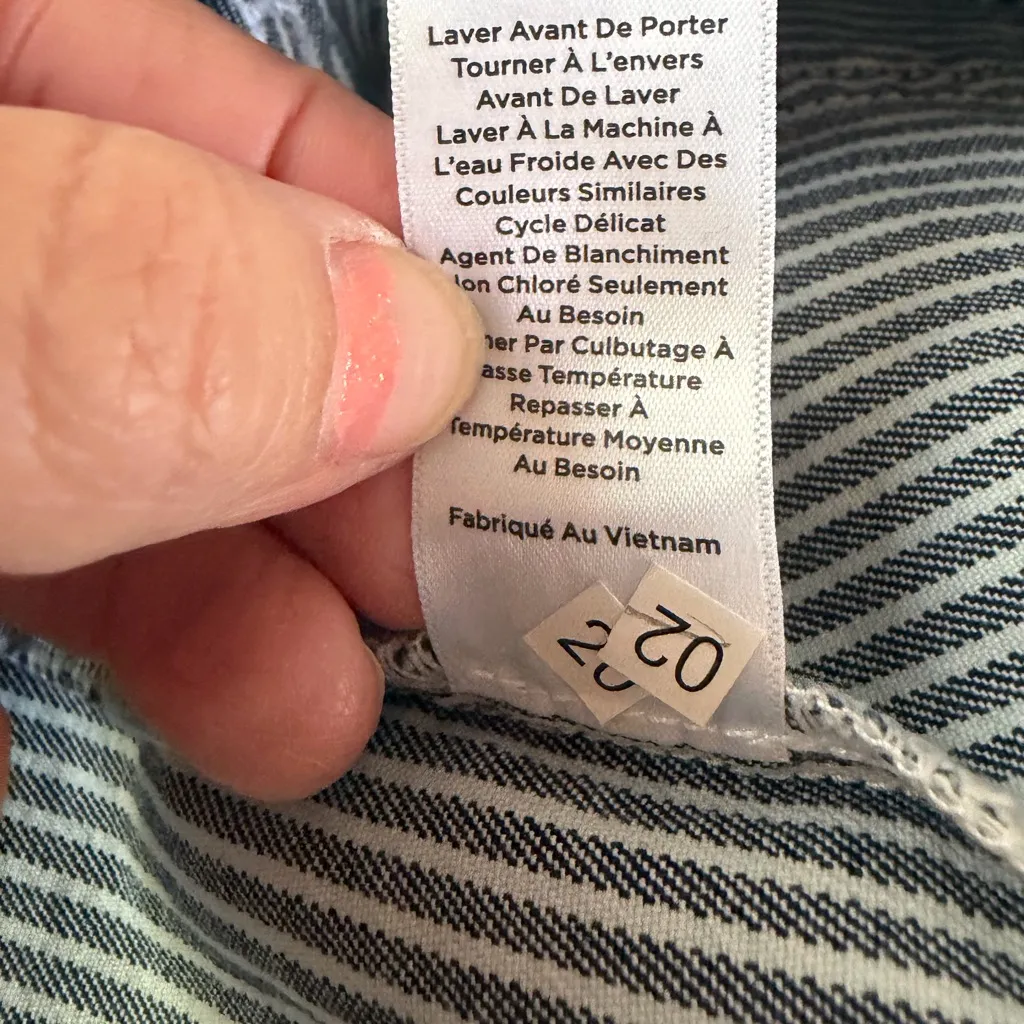 Laver Avant De Porter
Tourner À L'envers
Avant De Laver
Laver À La Machine À
L'eau Froide Avec Des
Couleurs Similaires
Cycle Délicat
Agent De Blanchiment
Chloré Seulement
Au Besoin
Par Culbutage À
Température
Repasser À
Température Moyenne
Au Besoin
Fabriqué Au Vietnam
02